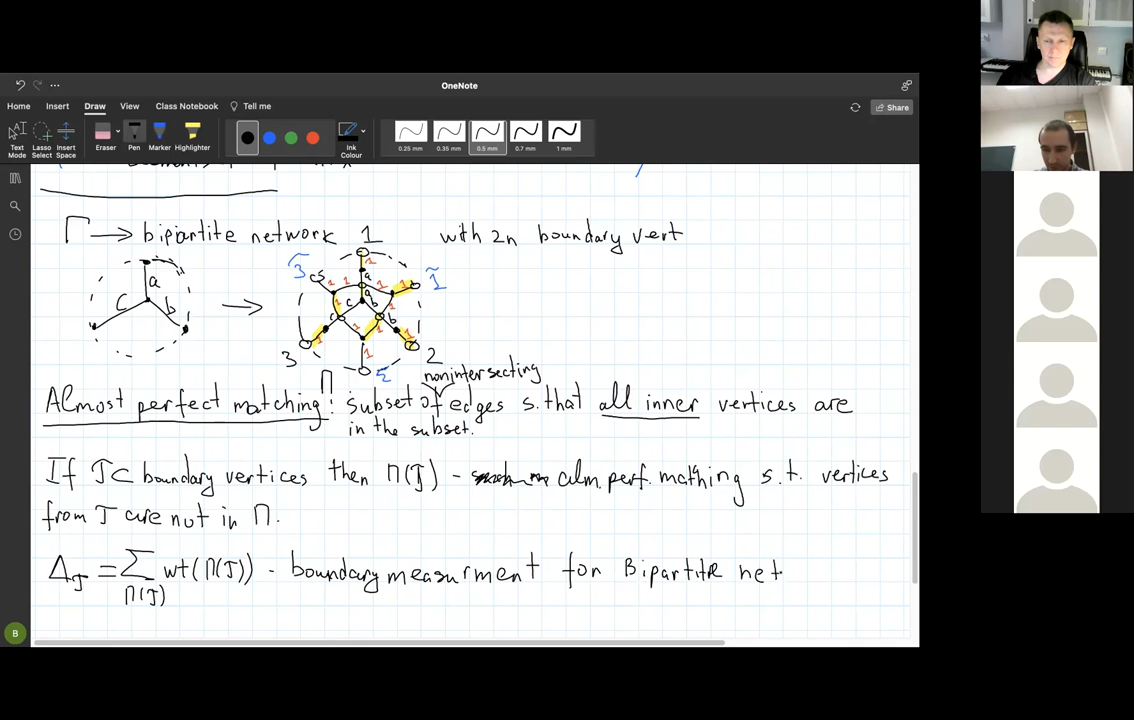 OneNote
Home Insert Draw View Class Notebook Tell me
Share
Text Mode
Lasso Select
Insert Space
Eraser
Pen
Marker
Highlighter
Ink Colour
0.25 mm
0.35 mm
0.5 mm
0.7 mm
1 mm
Γ → bipartite network 1 with 2n boundary vert
a
b
c
→
1
1
1
a
a
b
b
c
c
2
3
nonintersecting
Almost perfect matching Π: subset of edges s.that all inner vertices are
in the subset.
If J⊂ boundary vertices then Π(J) - alm.perf.mathing s.t. vertices
from J are not in Π.
Δ_J = Σ wt(Π(J)) - boundary measurment for Bipartite net
Π(J)
B